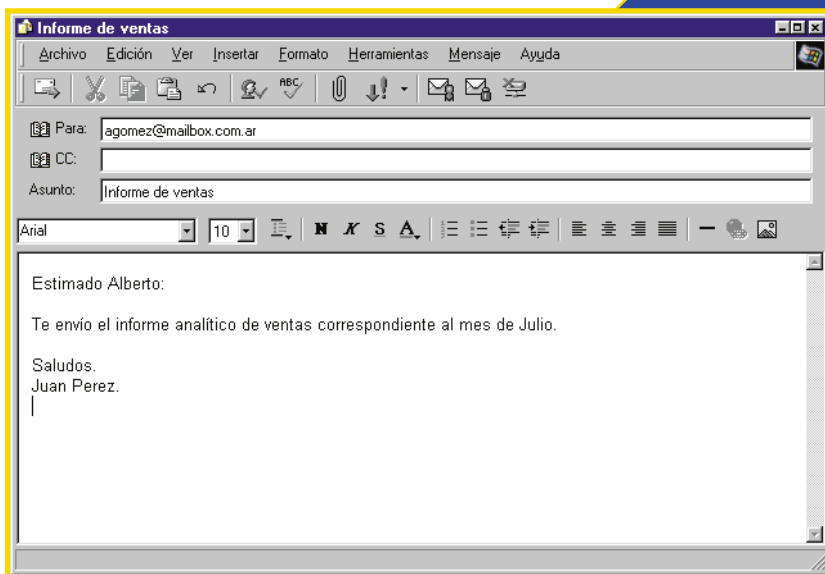 Informe de ventas
Archivo Edición Ver Insertar Formato Herramientas Mensaje Ayuda
ABC
Para: agomez@mailbox.com.ar
CC:
Asunto: Informe de ventas
Arial 10 N K S A
Estimado Alberto:
Te envío el informe analítico de ventas correspondiente al mes de Julio.
Saludos.
Juan Perez.